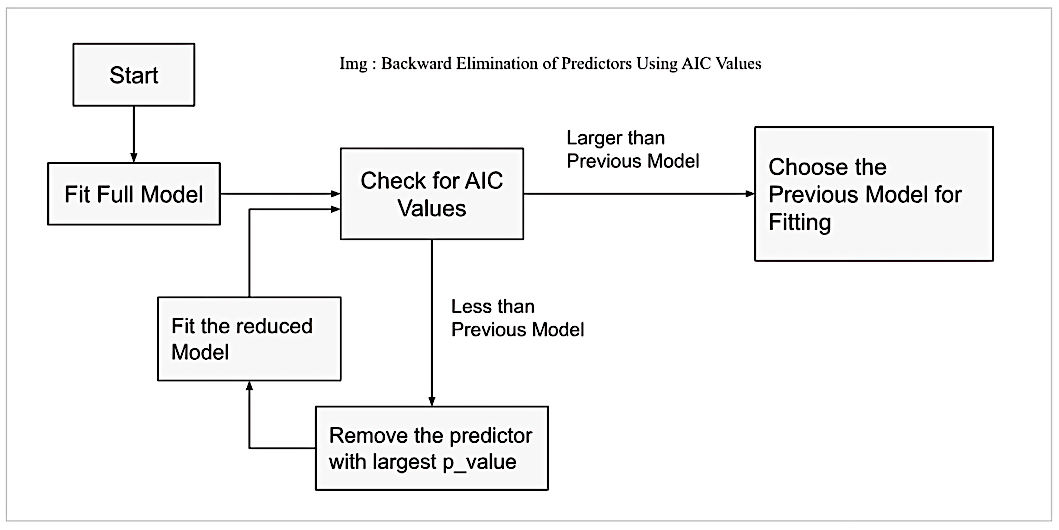 Start
Img : Backward Elimination of Predictors Using AIC Values
Fit Full Model
Check for AIC
Values
Larger than
Previous Model
Choose the
Previous Model for
Fitting
Less than
Previous Model
Fit the reduced
Model
Remove the predictor
with largest p_value